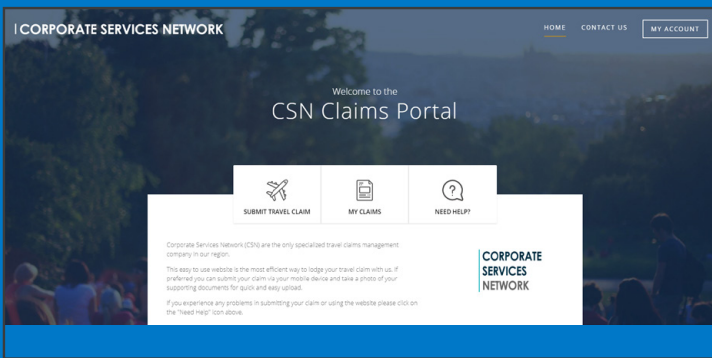 | CORPORATE SERVICES NETWORK
HOME CONTACT US MY ACCOUNT
Welcome to the
CSN Claims Portal
SUBMIT TRAVEL CLAIM MY CLAIMS NEED HELP?
Corporate Services Network (CSN) are the only specialized travel claims management
company in our region.
This easy to use website is the most efficient way to lodge your travel claim with us. If
preferred you can submit your claim via your mobile device and take a photo of your
supporting documents for quick and easy upload.
If you experience any problems in submitting your claim or using the website please click on
the "Need Help" icon above.
CORPORATE
SERVICES
NETWORK